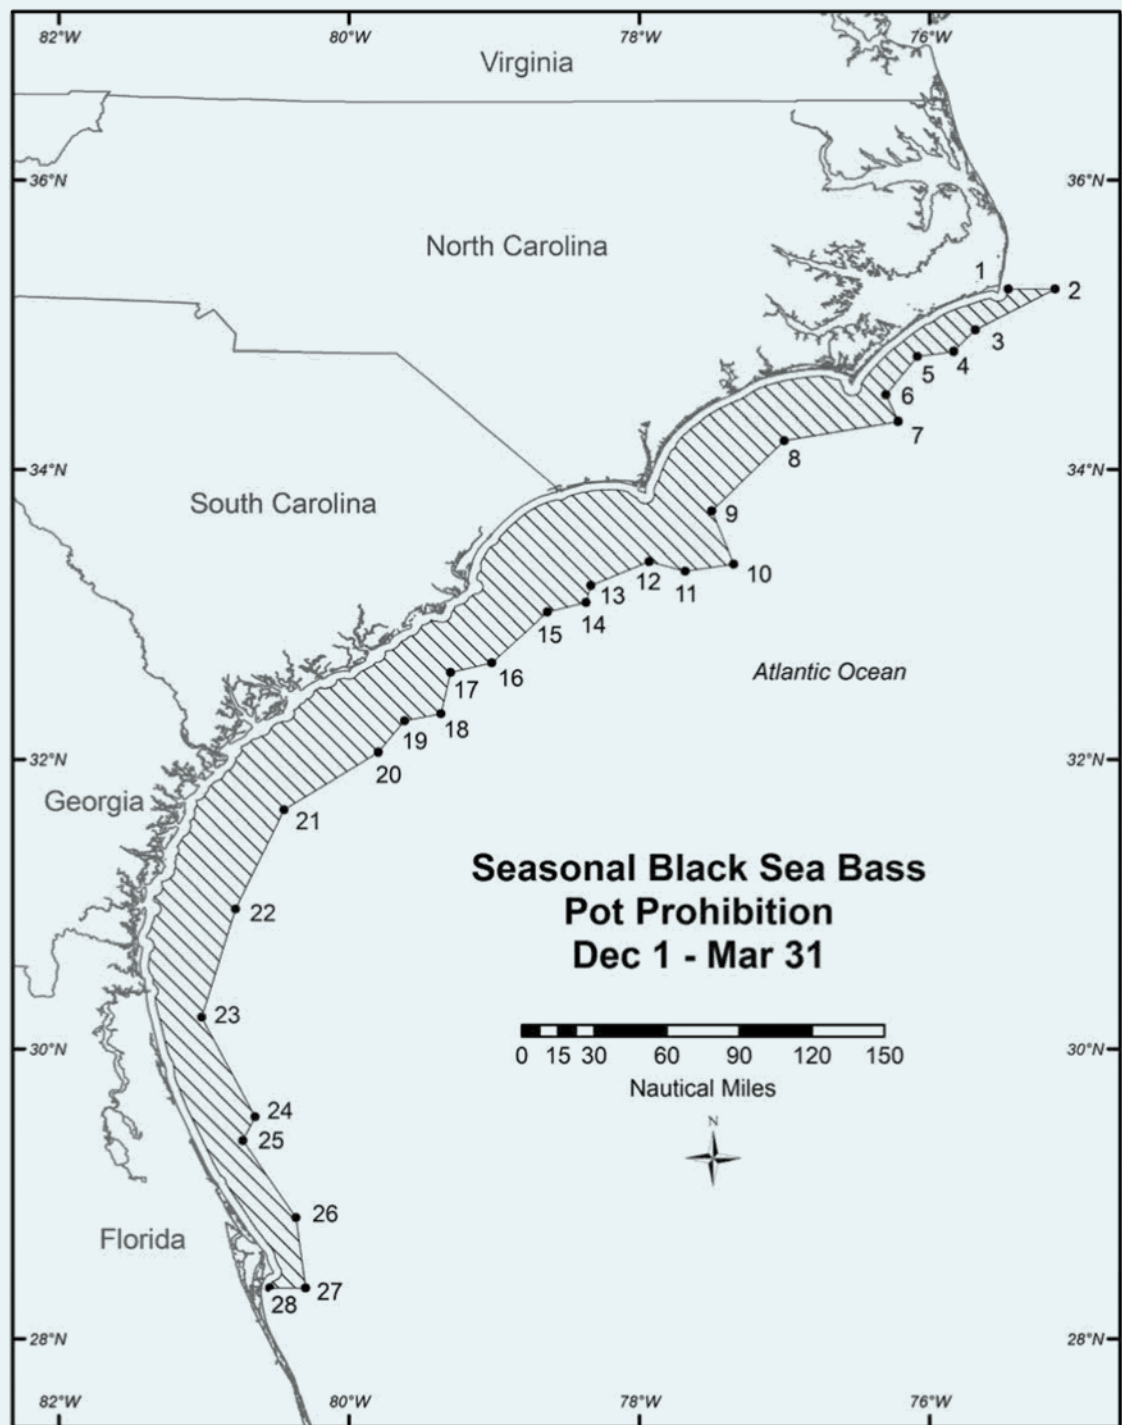 82°W 80°W 78°W 76°W
Virginia
36°N 36°N
North Carolina
1
2
3
4
5
6
7
8
34°N 34°N
South Carolina
9
10
11
12
13
14
15
16
Atlantic Ocean
17
18
19
20
32°N 32°N
Georgia
21
Seasonal Black Sea Bass
Pot Prohibition
Dec 1 - Mar 31
22
23
30°N 30°N
0 15 30 60 90 120 150
Nautical Miles
N
24
25
26
Florida
27
28
28°N 28°N
82°W 80°W 78°W 76°W